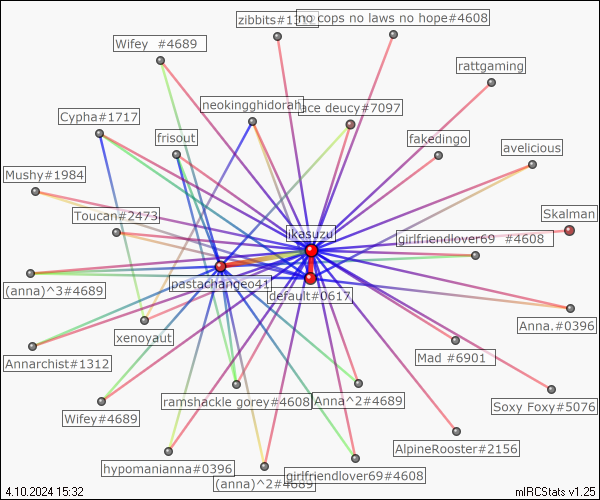 zibbits#1
no cops no laws no hope#4608
Wifey #4689
rattgaming
neokingghidorah
ace deucy#7097
Cypha#1717
frisout
fakedingo
avelicious
Mushy#1984
Toucan#2473
Skalman
ikasuzu
girlfriendlover69 #4608
pastachangeo41
(anna)^3#4689
default#0617
Anna.#0396
xenoyaut
Mad #6901
Annarchist#1312
ramshackle gorey#4608
Anna^2#4689
Soxy Foxy#5076
Wifey#4689
AlpineRooster#2156
hypomanianna#0396
girlfriendlover69#4608
(anna)^2#4689
4.10.2024 15:32
mIRCStats v1.25